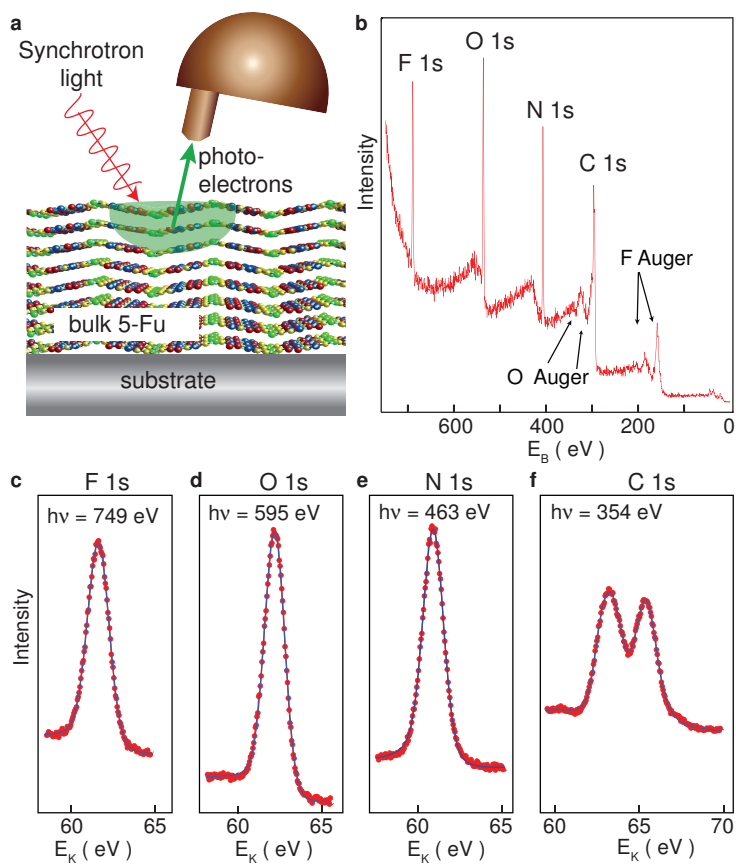 a
Synchrotron
light
photo-
electrons
bulk 5-Fu
substrate
b
F 1s
O 1s
N 1s
C 1s
F Auger
O Auger
Intensity
600
400
200
0
E_B ( eV )
c
F 1s
hν = 749 eV
Intensity
60
65
E_K ( eV )
d
O 1s
hν = 595 eV
60
65
E_K ( eV )
e
N 1s
hν = 463 eV
60
65
E_K ( eV )
f
C 1s
hν = 354 eV
60
65
70
E_K ( eV )